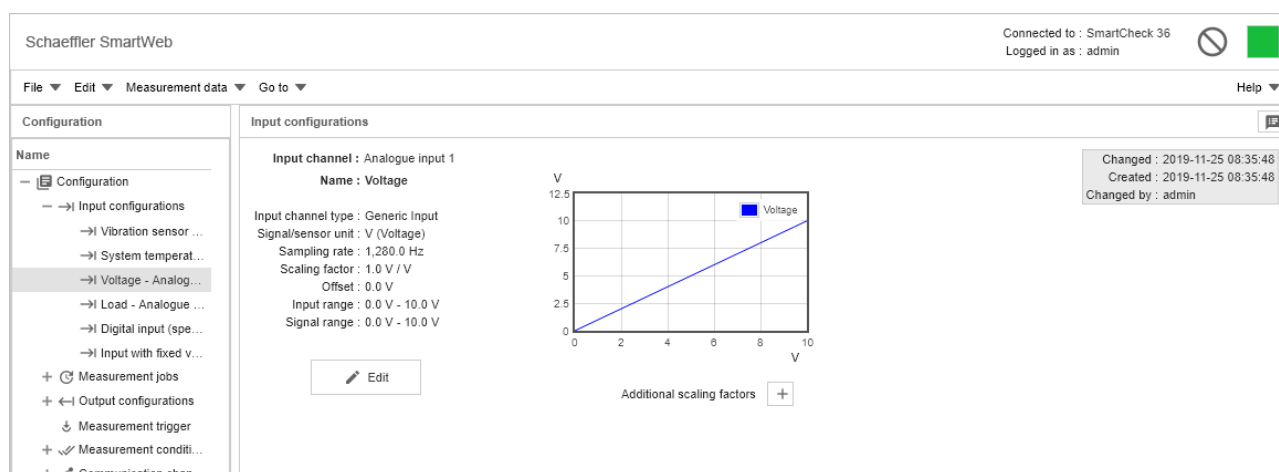 Schaeffler SmartWeb
Connected to : SmartCheck 36
Logged in as : admin
File Edit Measurement data Go to Help
Configuration
Name
Configuration
Input configurations
Vibration sensor ...
System temperat...
Voltage - Analog...
Load - Analogue ...
Digital input (spe...
Input with fixed v...
Measurement jobs
Output configurations
Measurement trigger
Measurement conditi...
Input configurations
Input channel : Analogue input 1
Name : Voltage
Input channel type : Generic Input
Signal/sensor unit : V (Voltage)
Sampling rate : 1,280.0 Hz
Scaling factor : 1.0 V / V
Offset : 0.0 V
Input range : 0.0 V - 10.0 V
Signal range : 0.0 V - 10.0 V
Edit
V
12.5
10
7.5
5
2.5
0
0 2 4 6 8 10
V
Voltage
Additional scaling factors
Changed : 2019-11-25 08:35:48
Created : 2019-11-25 08:35:48
Changed by : admin